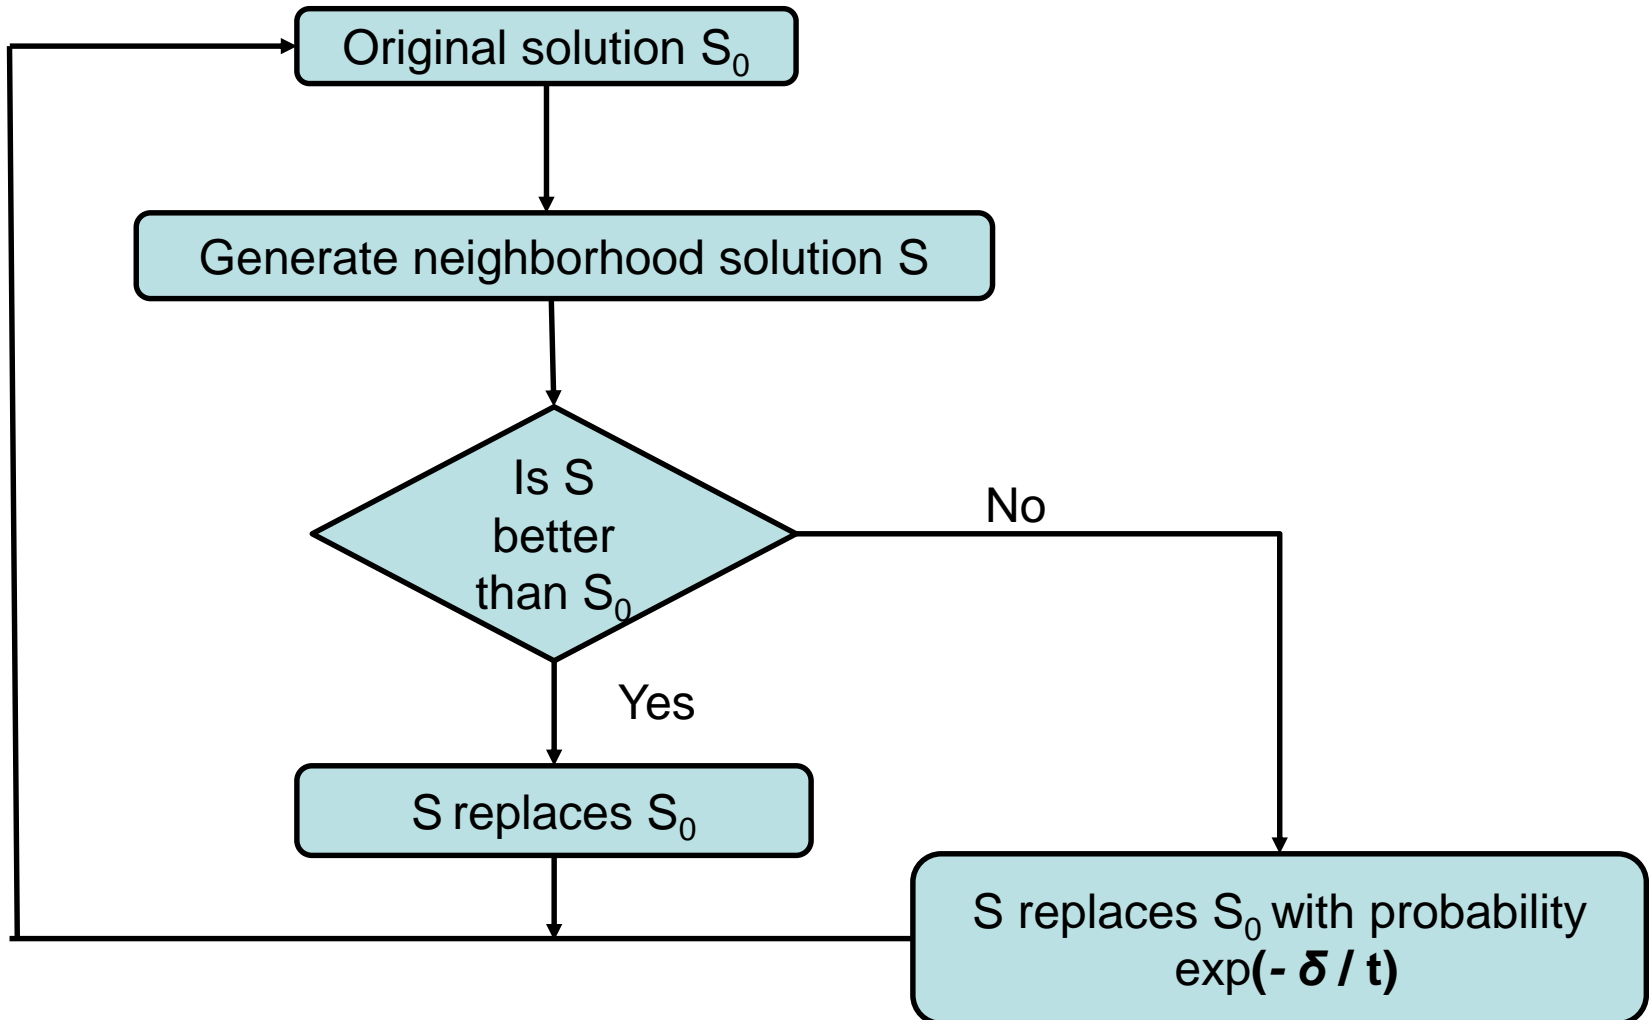 Original solution S₀
Generate neighborhood solution S
Is S
better
than S₀
No
Yes
S replaces S₀
S replaces S₀ with probability
exp(- δ / t)